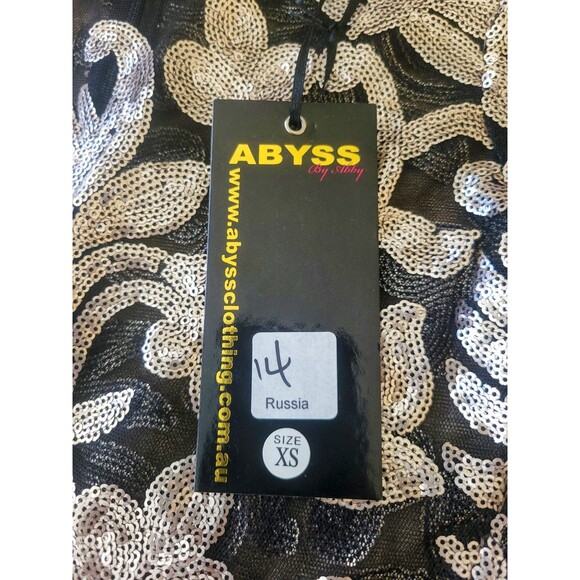 ABYSS
By Abby
www.abyssclothing.com.au
14
Russia
SIZE
XS